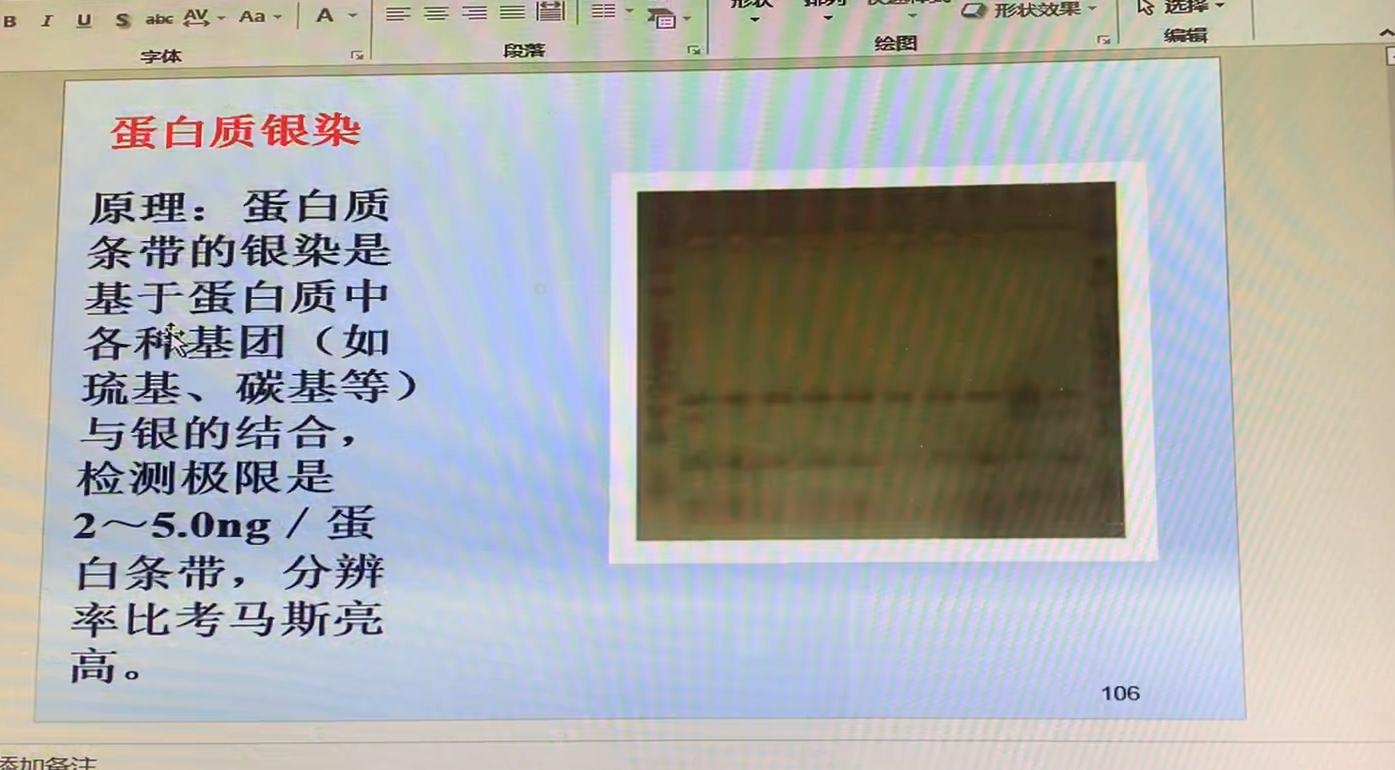 B I U S abc AV Aa A
形状效果
选择
字体
段落
绘图
编辑
蛋白质银染
原理：蛋白质
条带的银染是
基于蛋白质中
各种基团（如
巯基、碳基等）
与银的结合，
检测极限是
2～5.0ng / 蛋
白条带，分辨
率比考马斯亮
高。
106
添加备注